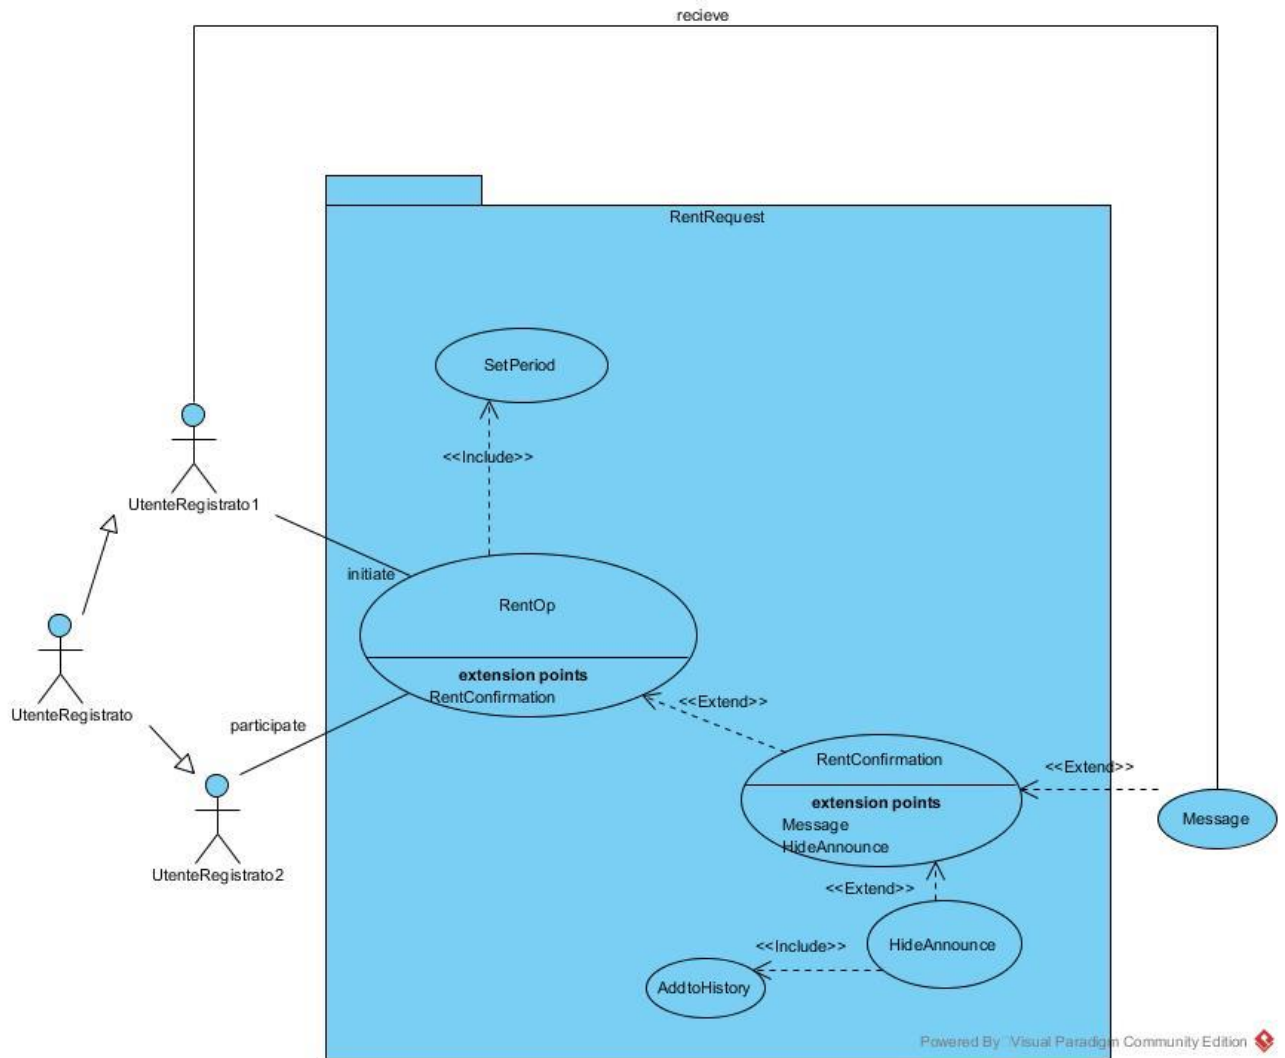 recieve
RentRequest
SetPeriod
<<Include>>
UtenteRegistrato1
initiate
RentOp
extension points
RentConfirmation
<<Extend>>
participate
UtenteRegistrato
UtenteRegistrato2
RentConfirmation
extension points
Message
HideAnnounce
<<Extend>>
Message
<<Extend>>
HideAnnounce
<<Include>>
AddtoHistory
Powered By Visual Paradigm Community Edition